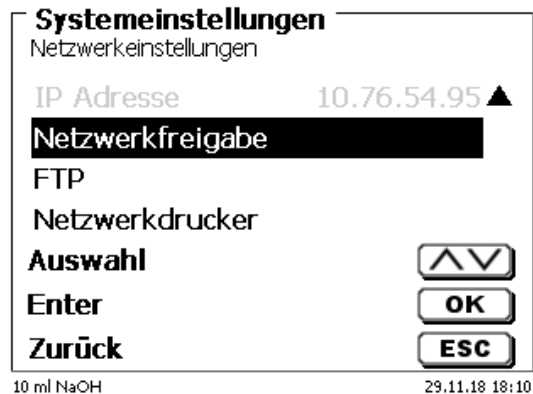 Systemeinstellungen
Netzwerkeinstellungen
IP Adresse 10.76.54.95
Netzwerkfreigabe
FTP
Netzwerkdrucker
Auswahl
Enter OK
Zurück ESC
10 ml NaOH 29.11.18 18:10